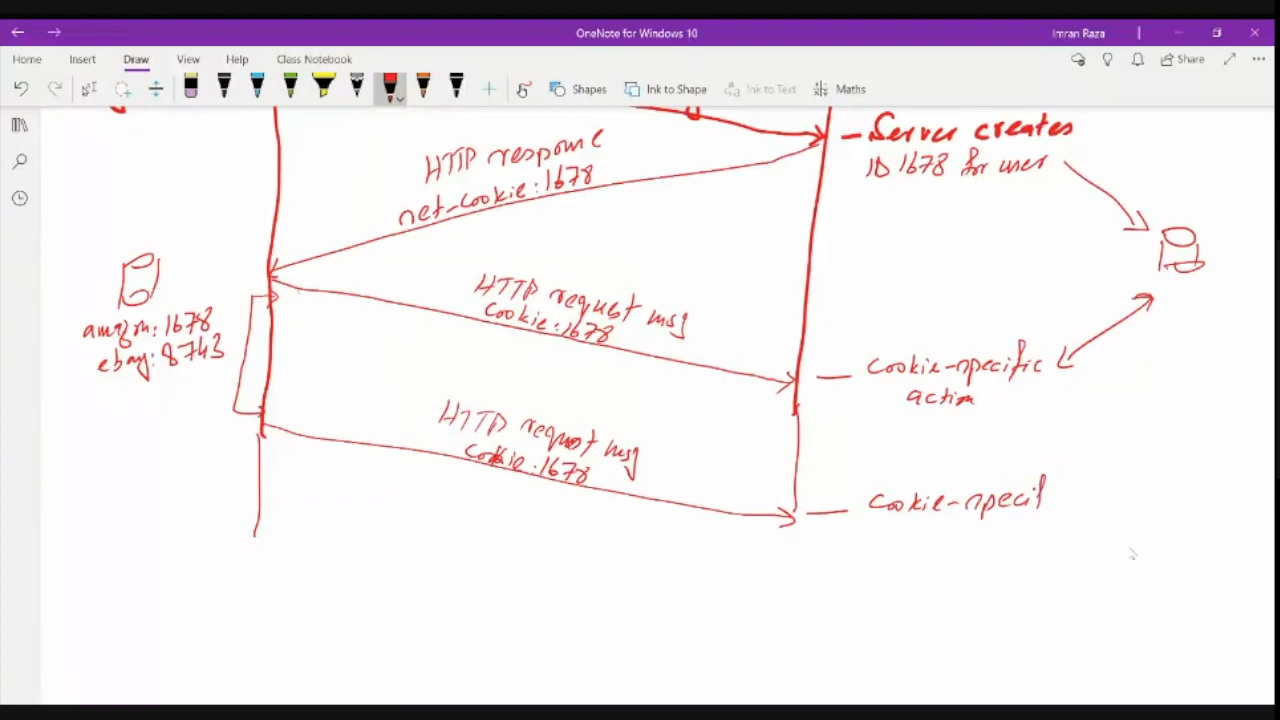 OneNote for Windows 10
Imran Raza
Home
Insert
Draw
View
Help
Class Notebook
Share
Shapes
Ink to Shape
Ink to Text
Maths
Server creates
ID 1678 for user
HTTP response
set-cookie: 1678
HTTP request msg
cookie: 1678
amazon: 1678
ebay: 8743
cookie-specific
action
HTTP request msg
cookie: 1678
cookie-specif